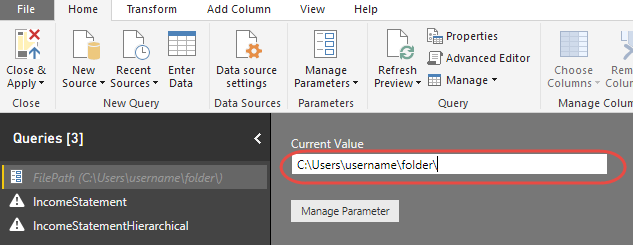 File Home Transform Add Column View
Close & Apply New Source Recent Sources Enter Data Data source settings Manage Parameters Refresh Preview Properties Advanced Editor Manage Choose Columns Rem Colum
Close New Query Data Sources Parameters Query Manage Colum
Queries [3]
Current Value
C:\Users\username\folder\
FilePath (C:\Users\username\folder\)
IncomeStatement
IncomeStatementHierarchical
Manage Parameter